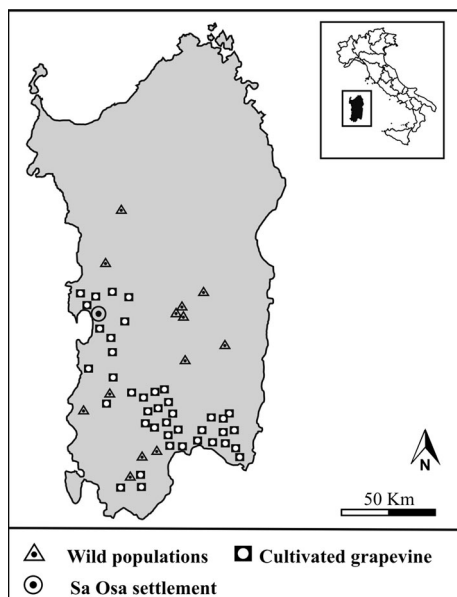 N
50 Km
Wild populations Cultivated grapevine
Sa Osa settlement